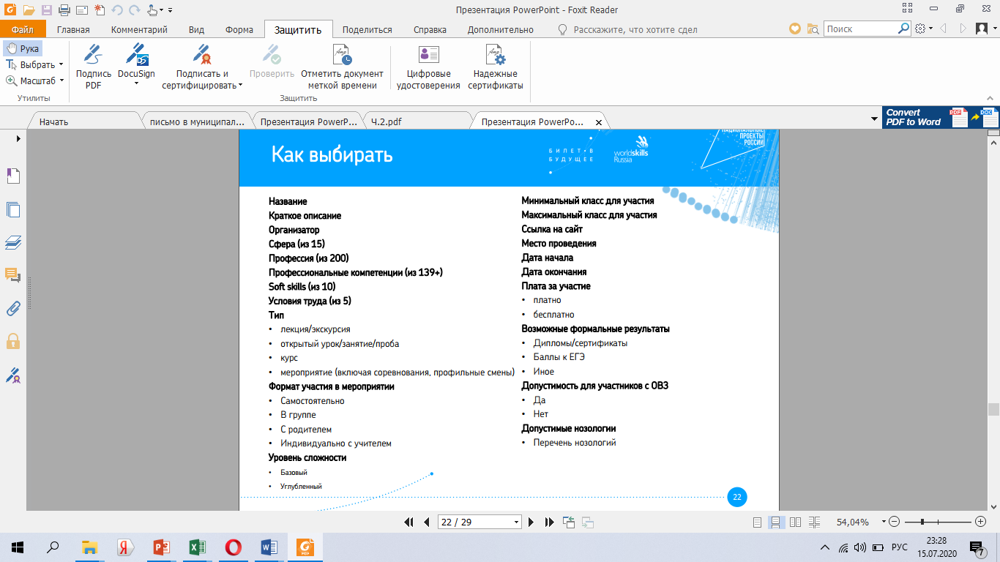 Презентация PowerPoint - Foxit Reader
Файл
Главная
Комментарий
Вид
Форма
Защитить
Поделиться
Справка
Дополнительно
Расскажите, что хотите сдел
Поиск
Рука
Выбрать
Масштаб
Утилиты
Подпись
PDF
DocuSign
Подписать и
сертифицировать
Проверить
Отметить документ
меткой времени
Цифровые
удостоверения
Надежные
сертификаты
Защитить
Начать
письмо в муниципал...
Презентация PowerP...
Ч.2.pdf
Презентация PowerPo...
Convert
PDF to Word
PDF
DOC
Как выбирать
БИЛЕТ В
БУДУЩЕЕ
worldskills
Russia
НАЦИОНАЛЬНЫЕ
ПРОЕКТЫ
РОССИИ
Название
Краткое описание
Организатор
Сфера (из 15)
Профессия (из 200)
Профессиональные компетенции (из 139+)
Soft skills (из 10)
Условия труда (из 5)
Тип
• лекция/экскурсия
• открытый урок/занятие/проба
• курс
• мероприятие (включая соревнования, профильные смены)
Формат участия в мероприятии
• Самостоятельно
• В группе
• С родителем
• Индивидуально с учителем
Уровень сложности
• Базовый
• Углубленный
Минимальный класс для участия
Максимальный класс для участия
Ссылка на сайт
Место проведения
Дата начала
Дата окончания
Плата за участие
• платно
• бесплатно
Возможные формальные результаты
• Дипломы/сертификаты
• Баллы к ЕГЭ
• Иное
Допустимость для участников с ОВЗ
• Да
• Нет
Допустимые нозологии
• Перечень нозологий
22
22 / 29
54,04%
РУС
23:28
15.07.2020
7